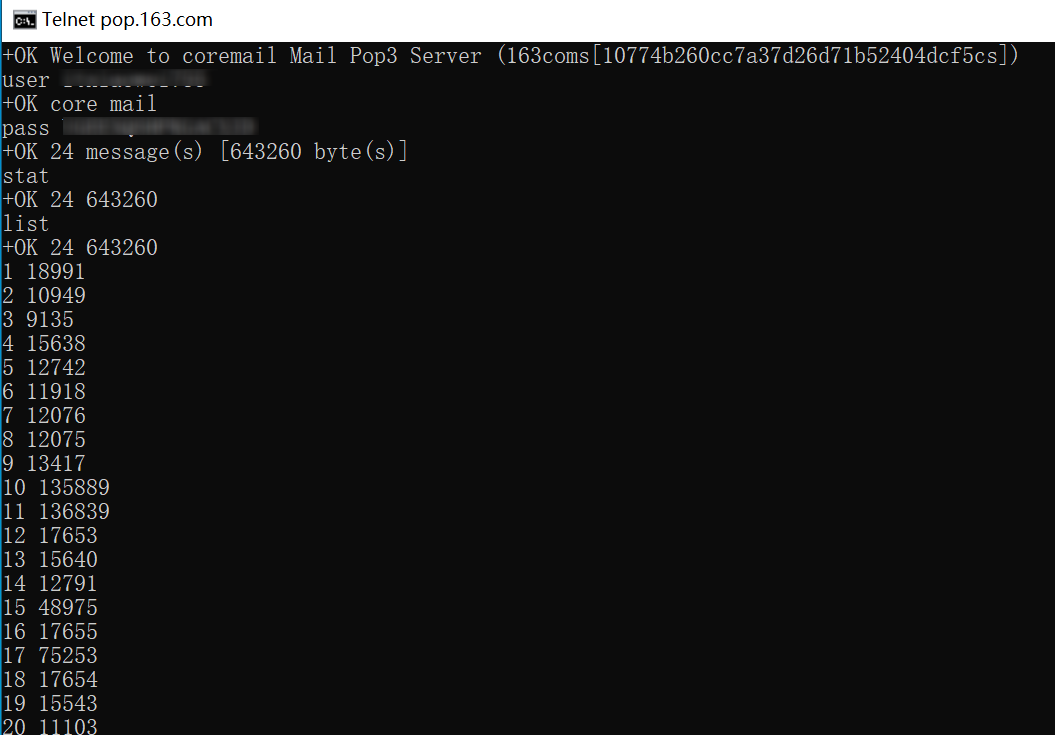 Telnet pop.163.com
+OK Welcome to coremail Mail Pop3 Server (163coms[10774b260cc7a37d26d71b52404dcf5cs])
user
+OK core mail
pass
+OK 24 message(s) [643260 byte(s)]
stat
+OK 24 643260
list
+OK 24 643260
1 18991
2 10949
3 9135
4 15638
5 12742
6 11918
7 12076
8 12075
9 13417
10 135889
11 136839
12 17653
13 15640
14 12791
15 48975
16 17655
17 75253
18 17654
19 15543
20 11103